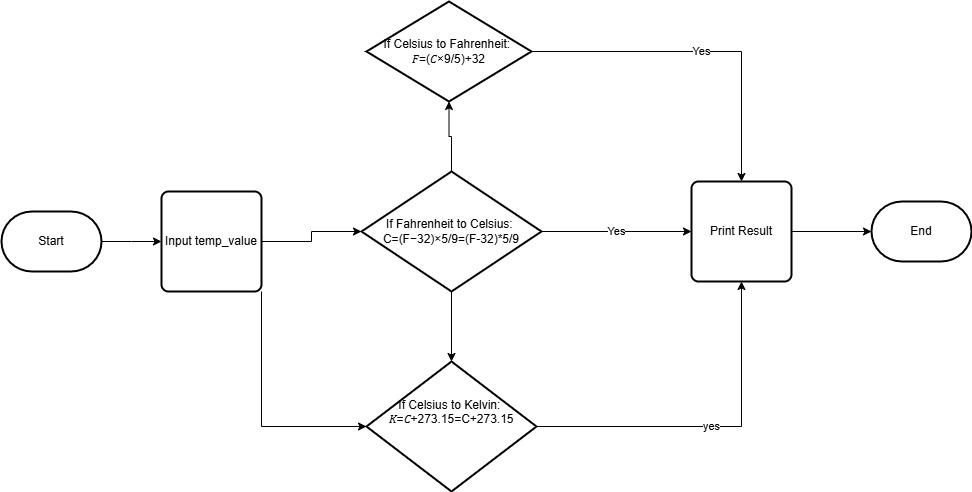 If Celsius to Fahrenheit:
F=(C×9/5)+32
Yes
Start
Input temp_value
If Fahrenheit to Celsius:
C=(F−32)×5/9=(F-32)*5/9
Yes
Print Result
End
If Celsius to Kelvin:
K=C+273.15=C+273.15
yes